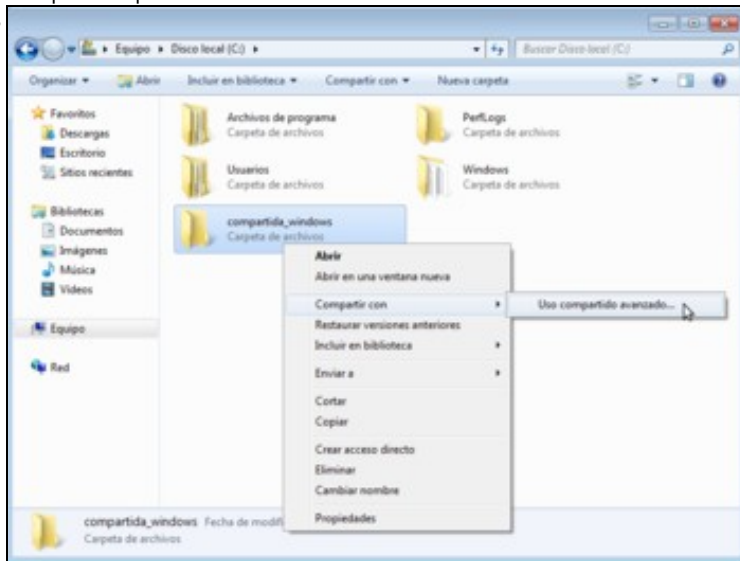 Equipo ▸ Disco local (C:) ▸
Buscar Disco local (C:)
Organizar
Abrir
Incluir en biblioteca
Compartir con
Nueva carpeta
Favoritos
Descargas
Escritorio
Sitios recientes
Bibliotecas
Documentos
Imágenes
Música
Vídeos
Equipo
Red
Archivos de programa
Carpeta de archivos
PerfLogs
Carpeta de archivos
Usuarios
Carpeta de archivos
Windows
Carpeta de archivos
compartida_windows
Carpeta de archivos
Abrir
Abrir en una ventana nueva
Compartir con
Uso compartido avanzado...
Restaurar versiones anteriores
Incluir en biblioteca
Enviar a
Cortar
Copiar
Crear acceso directo
Eliminar
Cambiar nombre
Propiedades
compartida_windows Fecha de modifi
Carpeta de archivos